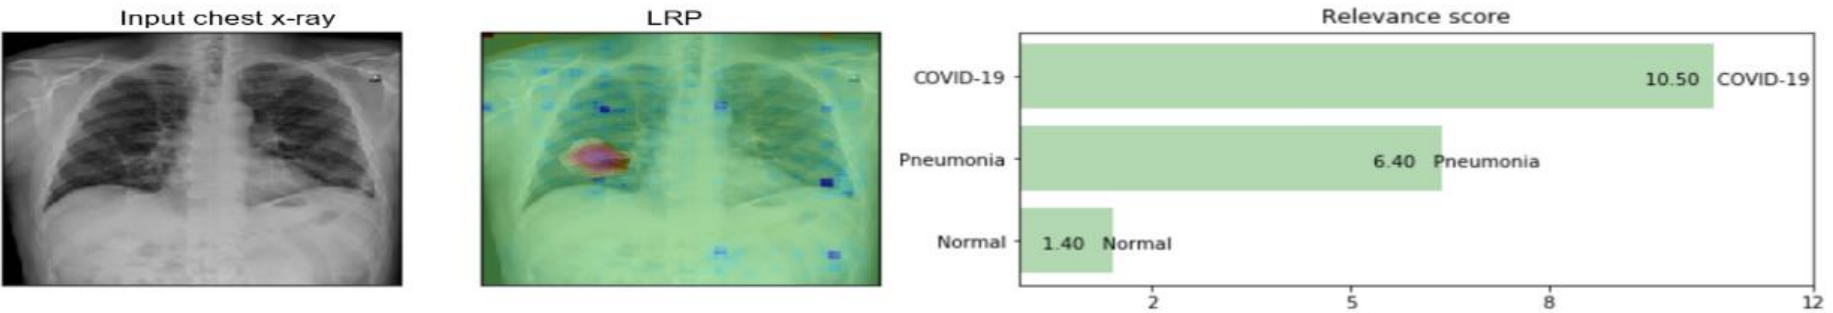 Input chest x-ray
LRP
Relevance score
COVID-19
10.50 COVID-19
Pneumonia
6.40 Pneumonia
Normal
1.40 Normal
2 5 8 12